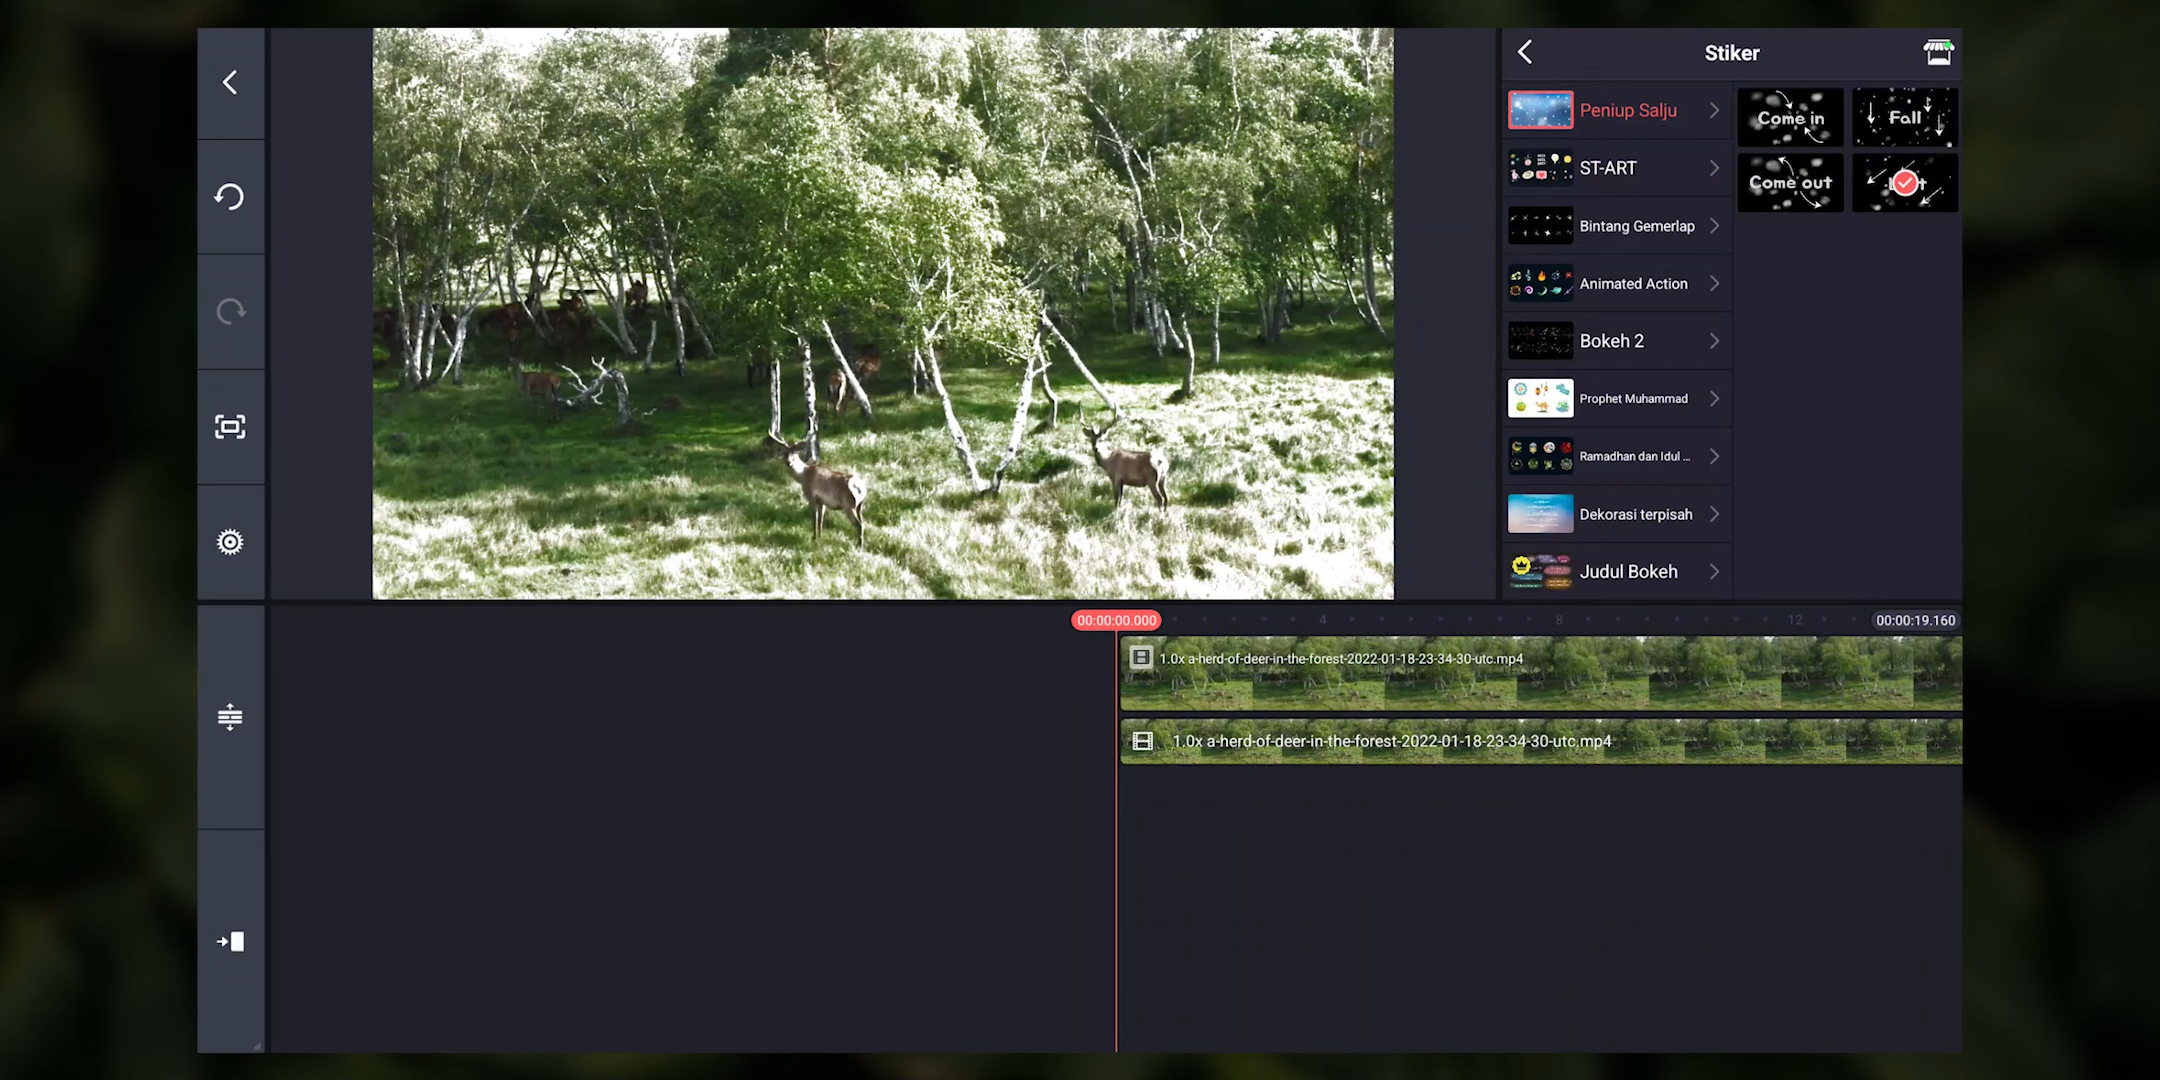 Stiker
Peniup Salju
ST-ART
Bintang Gemerlap
Animated Action
Bokeh 2
Prophet Muhammad
Ramadhan dan Idul ...
Dekorasi terpisah
Judul Bokeh
Come in
Fall
Come out
00:00:00.000
4
8
12
00:00:19.160
1.0x a-herd-of-deer-in-the-forest-2022-01-18-23-34-30-utc.mp4
1.0x a-herd-of-deer-in-the-forest-2022-01-18-23-34-30-utc.mp4